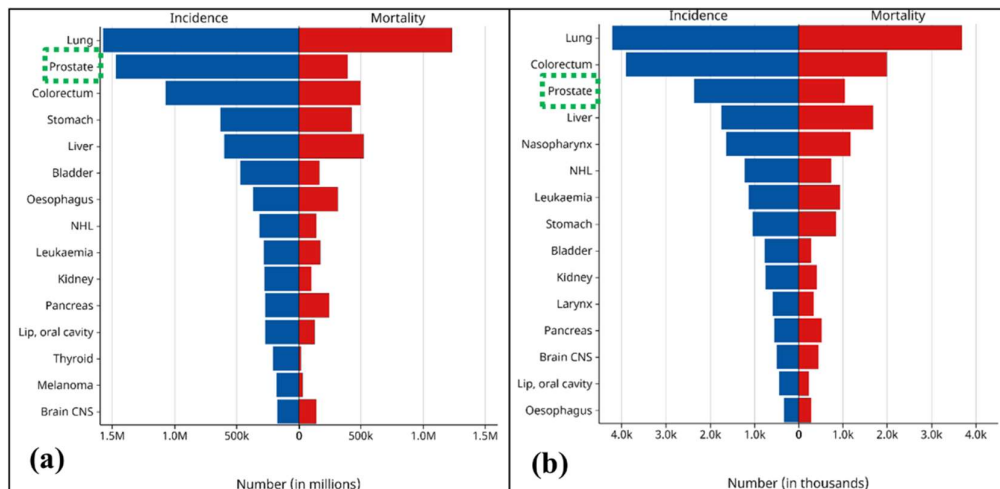 Incidence Mortality
Lung
Prostate
Colorectum
Stomach
Liver
Bladder
Oesophagus
NHL
Leukaemia
Kidney
Pancreas
Lip, oral cavity
Thyroid
Melanoma
Brain CNS
1.5M 1.0M 500k 0 500k 1.0M 1.5M
(a)
Number (in millions)
Incidence Mortality
Lung
Colorectum
Prostate
Liver
Nasopharynx
NHL
Leukaemia
Stomach
Bladder
Kidney
Larynx
Pancreas
Brain CNS
Lip, oral cavity
Oesophagus
4.0k 3.0k 2.0k 1.0k 0 1.0k 2.0k 3.0k 4.0k
(b)
Number (in thousands)